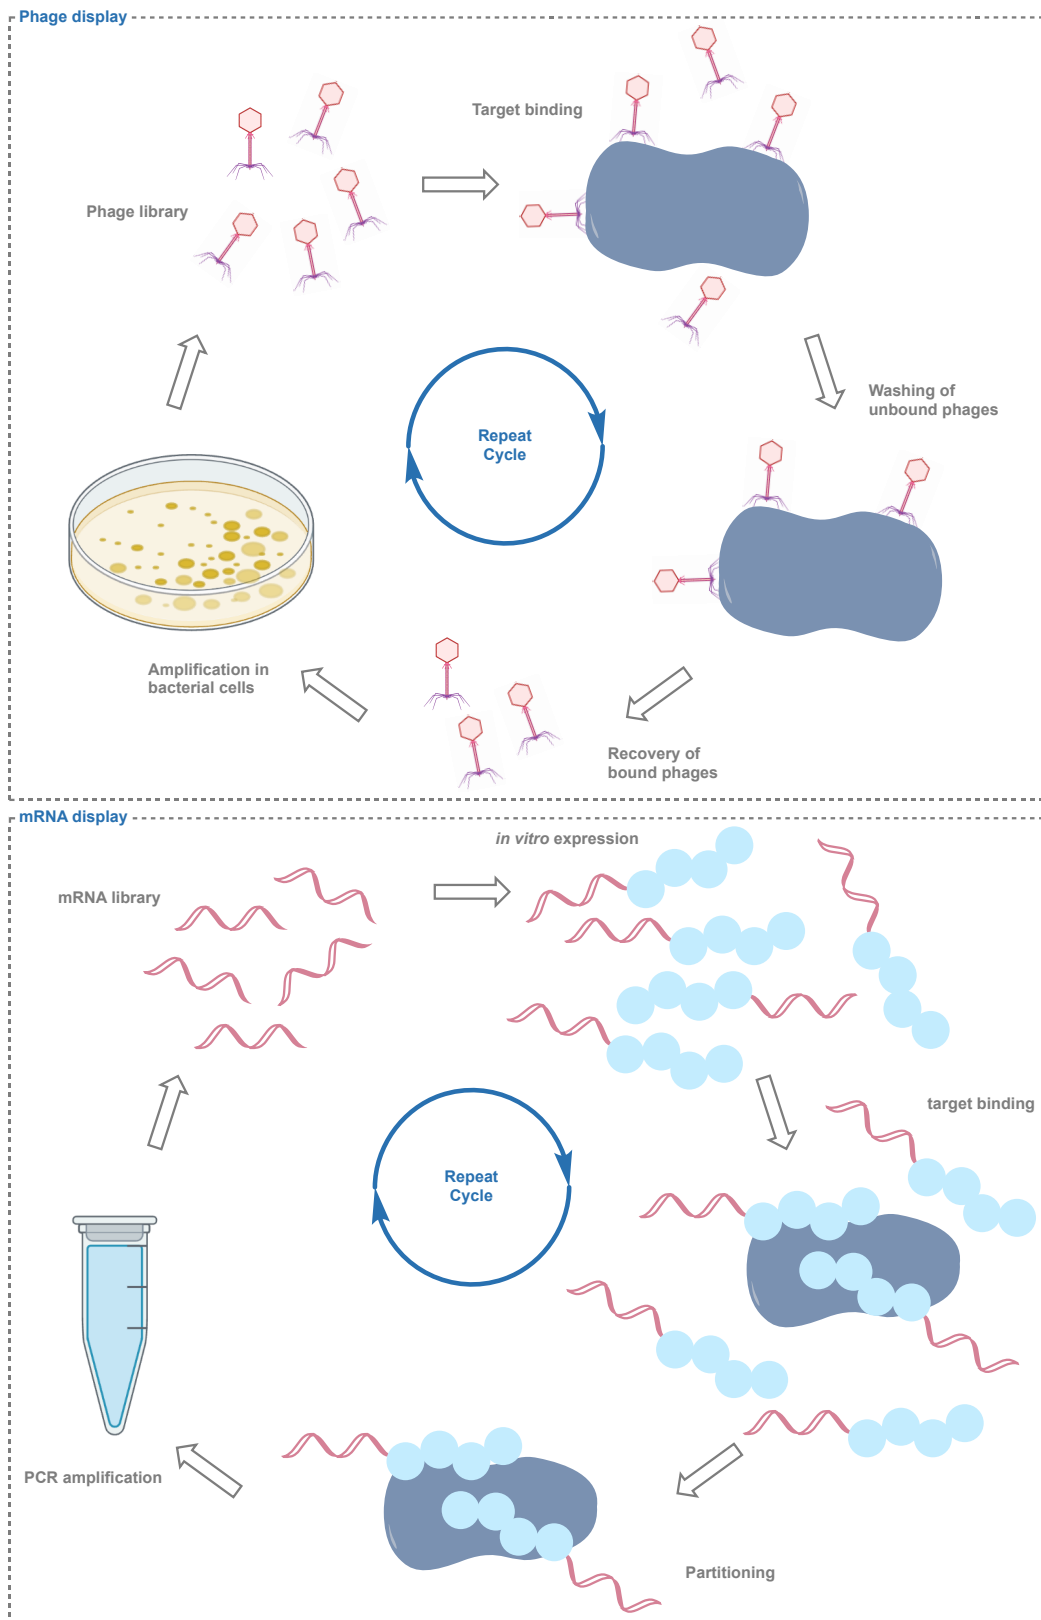 Phage display
Target binding
Phage library
Washing of
unbound phages
Repeat
Cycle
Amplification in
bacterial cells
Recovery of
bound phages
mRNA display
in vitro expression
mRNA library
target binding
Repeat
Cycle
PCR amplification
Partitioning